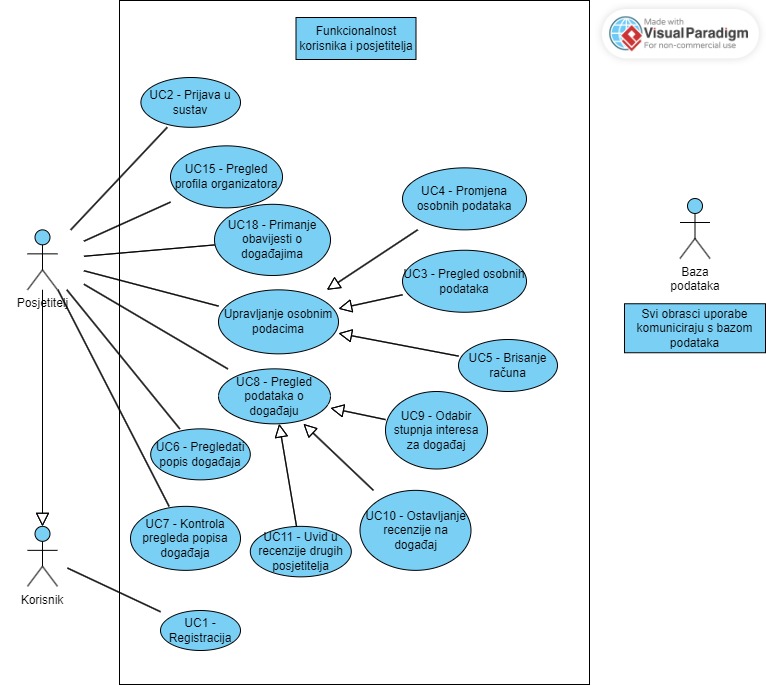 Funkcionalnost
korisnika i posjetitelja
Made with
VisualParadigm
For non-commercial use
UC2 - Prijava u
sustav
UC15 - Pregled
profila organizatora
UC4 - Promjena
osobnih podataka
UC18 - Primanje
obavijesti o
događajima
UC3 - Pregled osobnih
podataka
Baza
podataka
Posjetitelj
Upravljanje osobnim
podacima
Svi obrasci uporabe
komuniciraju s bazom
podataka
UC5 - Brisanje
računa
UC8 - Pregled
podataka o
događaju
UC9 - Odabir
stupnja interesa
za događaj
UC6 - Pregledati
popis događaja
UC7 - Kontrola
pregleda popisa
događaja
UC10 - Ostavljanje
recenzije na
događaj
UC11 - Uvid u
recenzije drugih
posjetitelja
Korisnik
UC1 -
Registracija